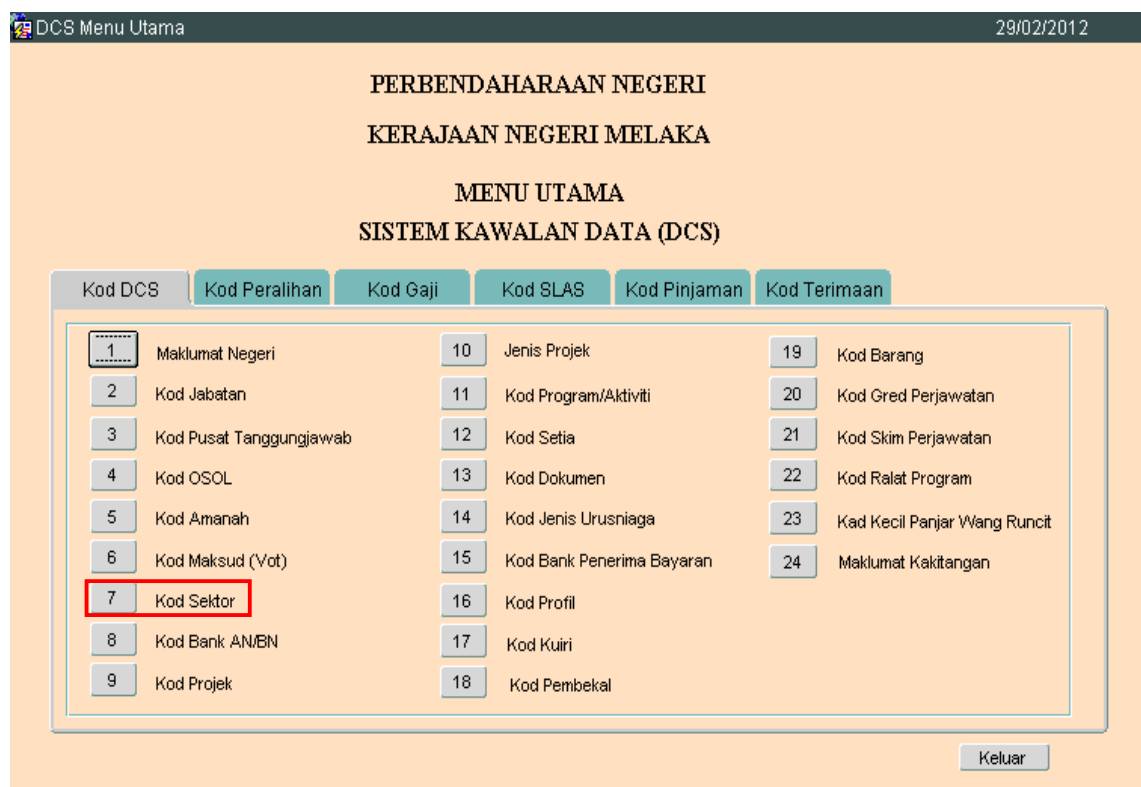 DCS Menu Utama 29/02/2012
PERBENDAHARAAN NEGERI
KERAJAAN NEGERI MELAKA
MENU UTAMA
SISTEM KAWALAN DATA (DCS)
Kod DCS Kod Peralihan Kod Gaji Kod SLAS Kod Pinjaman Kod Terimaan
1 Maklumat Negeri
2 Kod Jabatan
3 Kod Pusat Tanggungjawab
4 Kod OSOL
5 Kod Amanah
6 Kod Maksud (Vot)
7 Kod Sektor
8 Kod Bank AN/BN
9 Kod Projek
10 Jenis Projek
11 Kod Program/Aktiviti
12 Kod Setia
13 Kod Dokumen
14 Kod Jenis Urusniaga
15 Kod Bank Penerima Bayaran
16 Kod Profil
17 Kod Kuiri
18 Kod Pembekal
19 Kod Barang
20 Kod Gred Perjawatan
21 Kod Skim Perjawatan
22 Kod Ralat Program
23 Kad Kecil Panjar Wang Runcit
24 Maklumat Kakitangan
Keluar